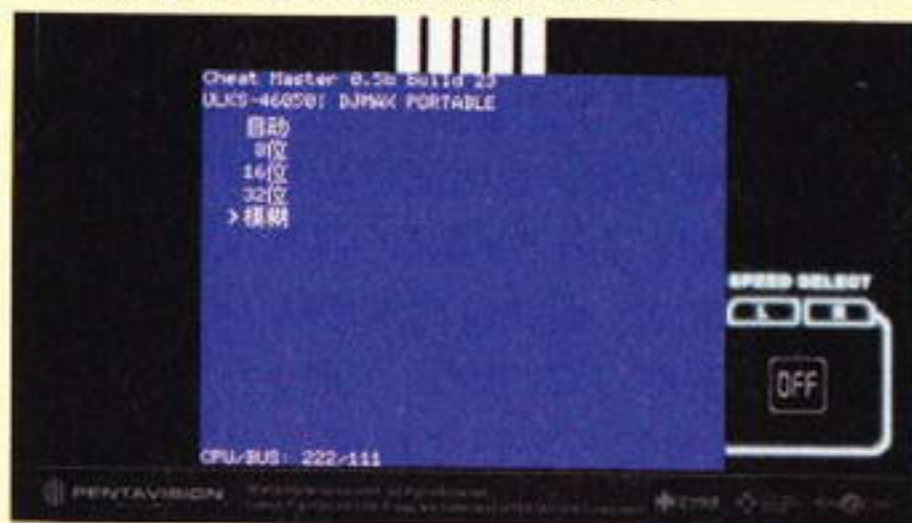 Cheat Master 0.5b build 23
ULKS-46050: DJMAX PORTABLE
自动
8位
16位
32位
>模糊
SPEED SELECT
L R
OFF
CPU/BUS: 222/111
PENTAVISION